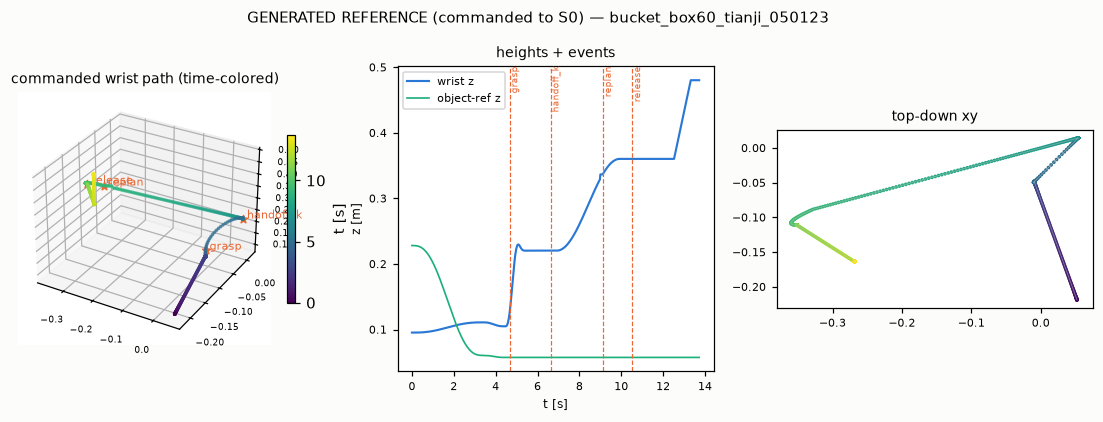 GENERATED REFERENCE (commanded to S0) — bucket_box60_tianji_050123
commanded wrist path (time-colored)
release
replan
handoff_k
grasp
−0.3
−0.2
−0.1
0.0
−0.20
−0.15
−0.10
−0.05
0.00
10
5
0
t [s]
heights + events
wrist z
object-ref z
grasp
handoff_k
replan
release
0.5
0.4
0.3
0.2
0.1
z [m]
0
2
4
6
8
10
12
14
t [s]
top-down xy
0.00
−0.05
−0.10
−0.15
−0.20
−0.3
−0.2
−0.1
0.0